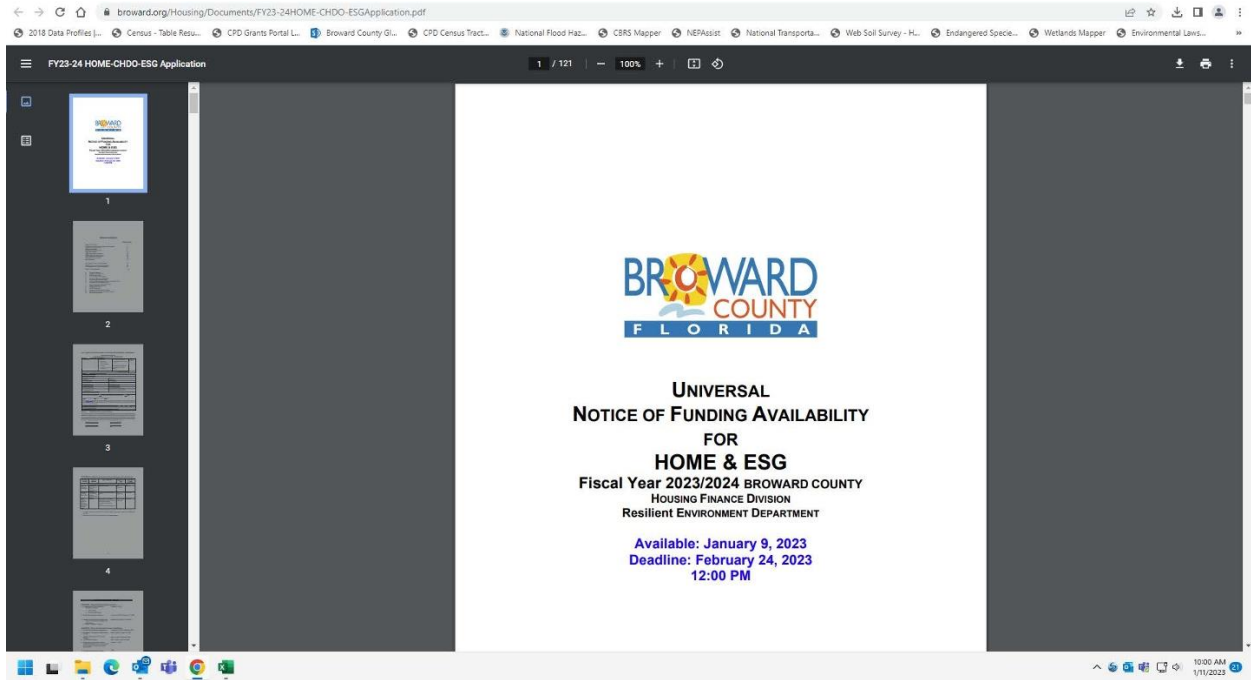 broward.org/Housing/Documents/FY23-24HOME-CHDO-ESGApplication.pdf
2018 Data Profiles |... Census - Table Resu... CPD Grants Portal L... Broward County Gl... CPD Census Tract... National Flood Haz... CBRS Mapper NEPAssist National Transporta... Web Soil Survey - H... Endangered Specie... Wetlands Mapper Environmental Laws... »
FY23-24 HOME-CHDO-ESG Application 1 / 121 − 100% +
1
2
3
4
BROWARD
COUNTY
FLORIDA
UNIVERSAL
NOTICE OF FUNDING AVAILABILITY
FOR
HOME & ESG
Fiscal Year 2023/2024 BROWARD COUNTY
HOUSING FINANCE DIVISION
Resilient ENVIRONMENT DEPARTMENT
Available: January 9, 2023
Deadline: February 24, 2023
12:00 PM
10:00 AM
1/11/2023
21